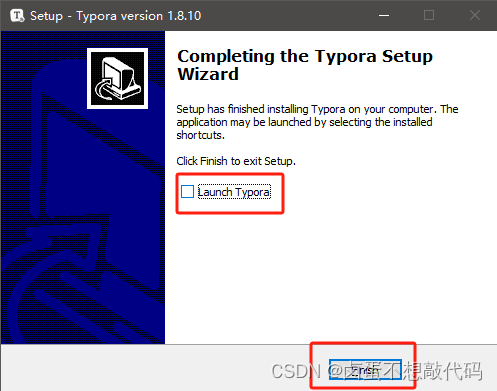 Setup - Typora version 1.8.10
Completing the Typora Setup
Wizard
Setup has finished installing Typora on your computer. The
application may be launched by selecting the installed
shortcuts.
Click Finish to exit Setup.
Launch Typora
Finish
CSDN @卤蛋不想敲代码